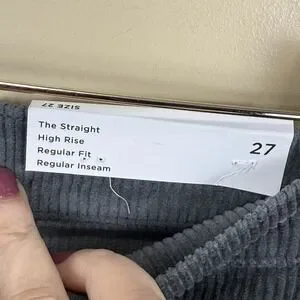 SIZE 27
The Straight
High Rise
Regular Fit
Regular Inseam
27